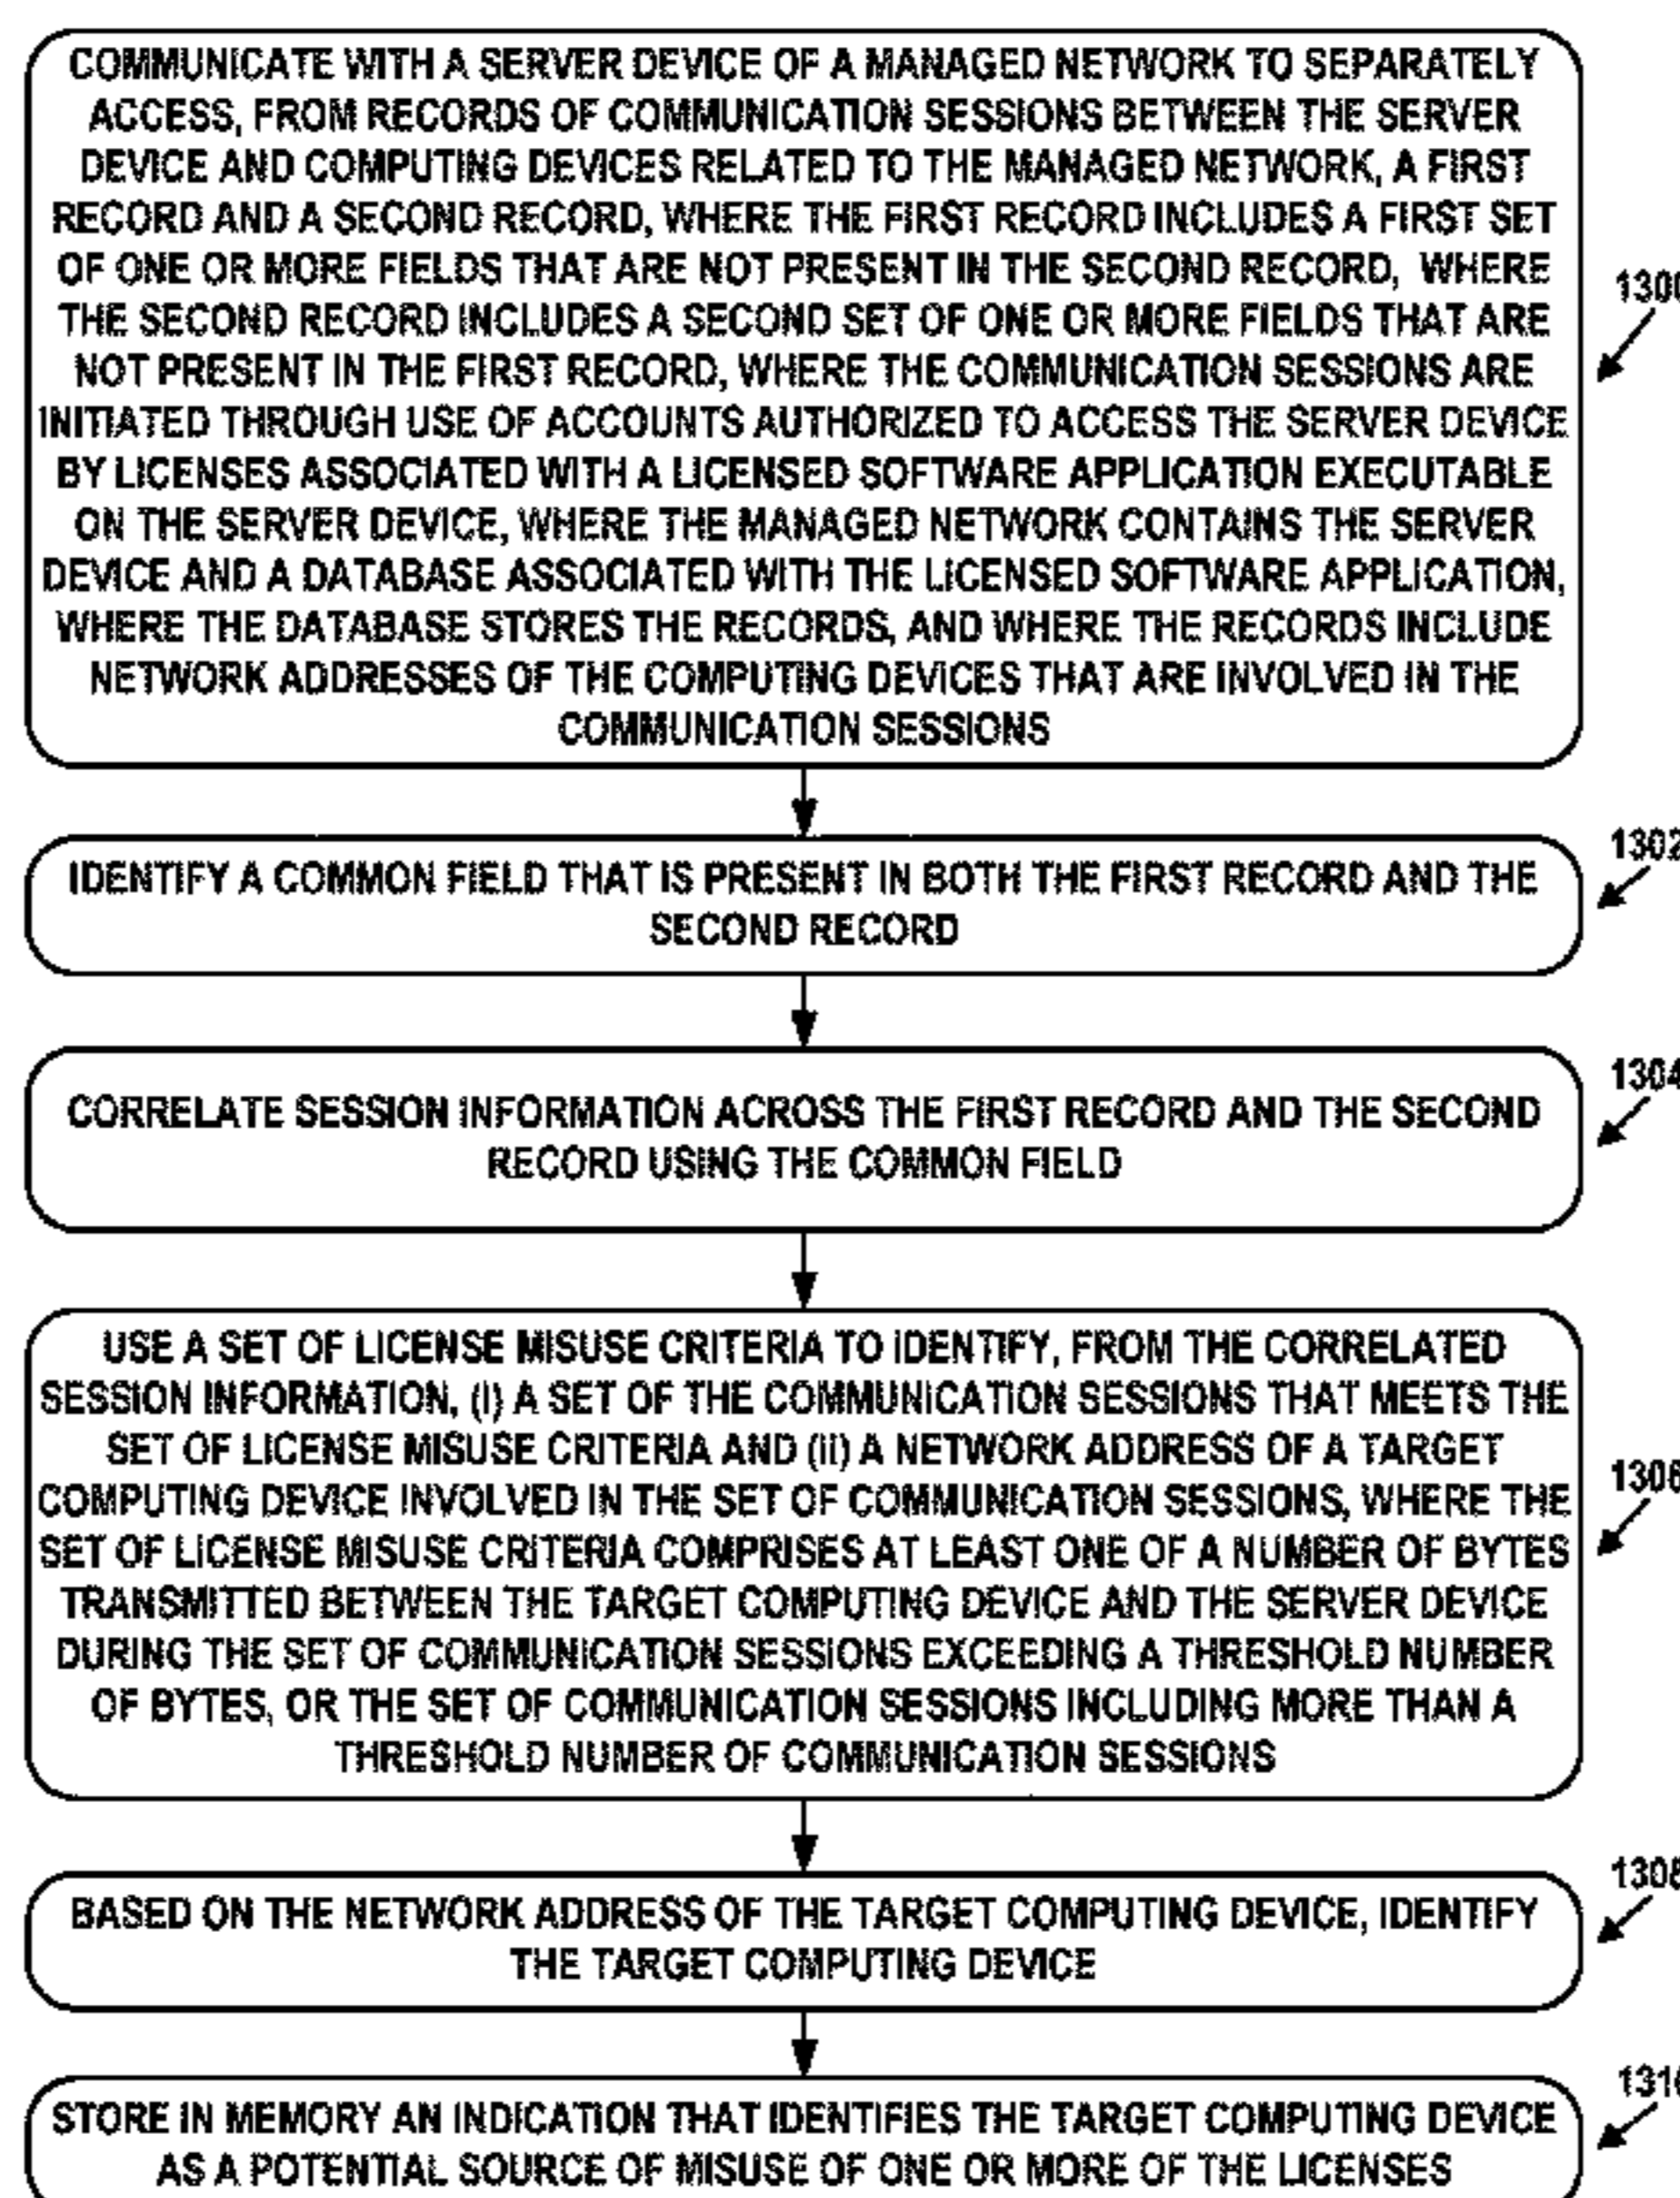 COMMUNICATE WITH A SERVER DEVICE OF A MANAGED NETWORK TO SEPARATELY
ACCESS, FROM RECORDS OF COMMUNICATION SESSIONS BETWEEN THE SERVER
DEVICE AND COMPUTING DEVICES RELATED TO THE MANAGED NETWORK, A FIRST
RECORD AND A SECOND RECORD, WHERE THE FIRST RECORD INCLUDES A FIRST SET
OF ONE OR MORE FIELDS THAT ARE NOT PRESENT IN THE SECOND RECORD, WHERE
THE SECOND RECORD INCLUDES A SECOND SET OF ONE OR MORE FIELDS THAT ARE
NOT PRESENT IN THE FIRST RECORD, WHERE THE COMMUNICATION SESSIONS ARE
INITIATED THROUGH USE OF ACCOUNTS AUTHORIZED TO ACCESS THE SERVER DEVICE
BY LICENSES ASSOCIATED WITH A LICENSED SOFTWARE APPLICATION EXECUTABLE
ON THE SERVER DEVICE, WHERE THE MANAGED NETWORK CONTAINS THE SERVER
DEVICE AND A DATABASE ASSOCIATED WITH THE LICENSED SOFTWARE APPLICATION,
WHERE THE DATABASE STORES THE RECORDS, AND WHERE THE RECORDS INCLUDE
NETWORK ADDRESSES OF THE COMPUTING DEVICES THAT ARE INVOLVED IN THE
COMMUNICATION SESSIONS
1300
IDENTIFY A COMMON FIELD THAT IS PRESENT IN BOTH THE FIRST RECORD AND THE
SECOND RECORD
1302
CORRELATE SESSION INFORMATION ACROSS THE FIRST RECORD AND THE SECOND
RECORD USING THE COMMON FIELD
1304
USE A SET OF LICENSE MISUSE CRITERIA TO IDENTIFY, FROM THE CORRELATED
SESSION INFORMATION, (i) A SET OF THE COMMUNICATION SESSIONS THAT MEETS THE
SET OF LICENSE MISUSE CRITERIA AND (ii) A NETWORK ADDRESS OF A TARGET
COMPUTING DEVICE INVOLVED IN THE SET OF COMMUNICATION SESSIONS, WHERE THE
SET OF LICENSE MISUSE CRITERIA COMPRISES AT LEAST ONE OF A NUMBER OF BYTES
TRANSMITTED BETWEEN THE TARGET COMPUTING DEVICE AND THE SERVER DEVICE
DURING THE SET OF COMMUNICATION SESSIONS EXCEEDING A THRESHOLD NUMBER
OF BYTES, OR THE SET OF COMMUNICATION SESSIONS INCLUDING MORE THAN A
THRESHOLD NUMBER OF COMMUNICATION SESSIONS
1306
BASED ON THE NETWORK ADDRESS OF THE TARGET COMPUTING DEVICE, IDENTIFY
THE TARGET COMPUTING DEVICE
1308
STORE IN MEMORY AN INDICATION THAT IDENTIFIES THE TARGET COMPUTING DEVICE
AS A POTENTIAL SOURCE OF MISUSE OF ONE OR MORE OF THE LICENSES
1310